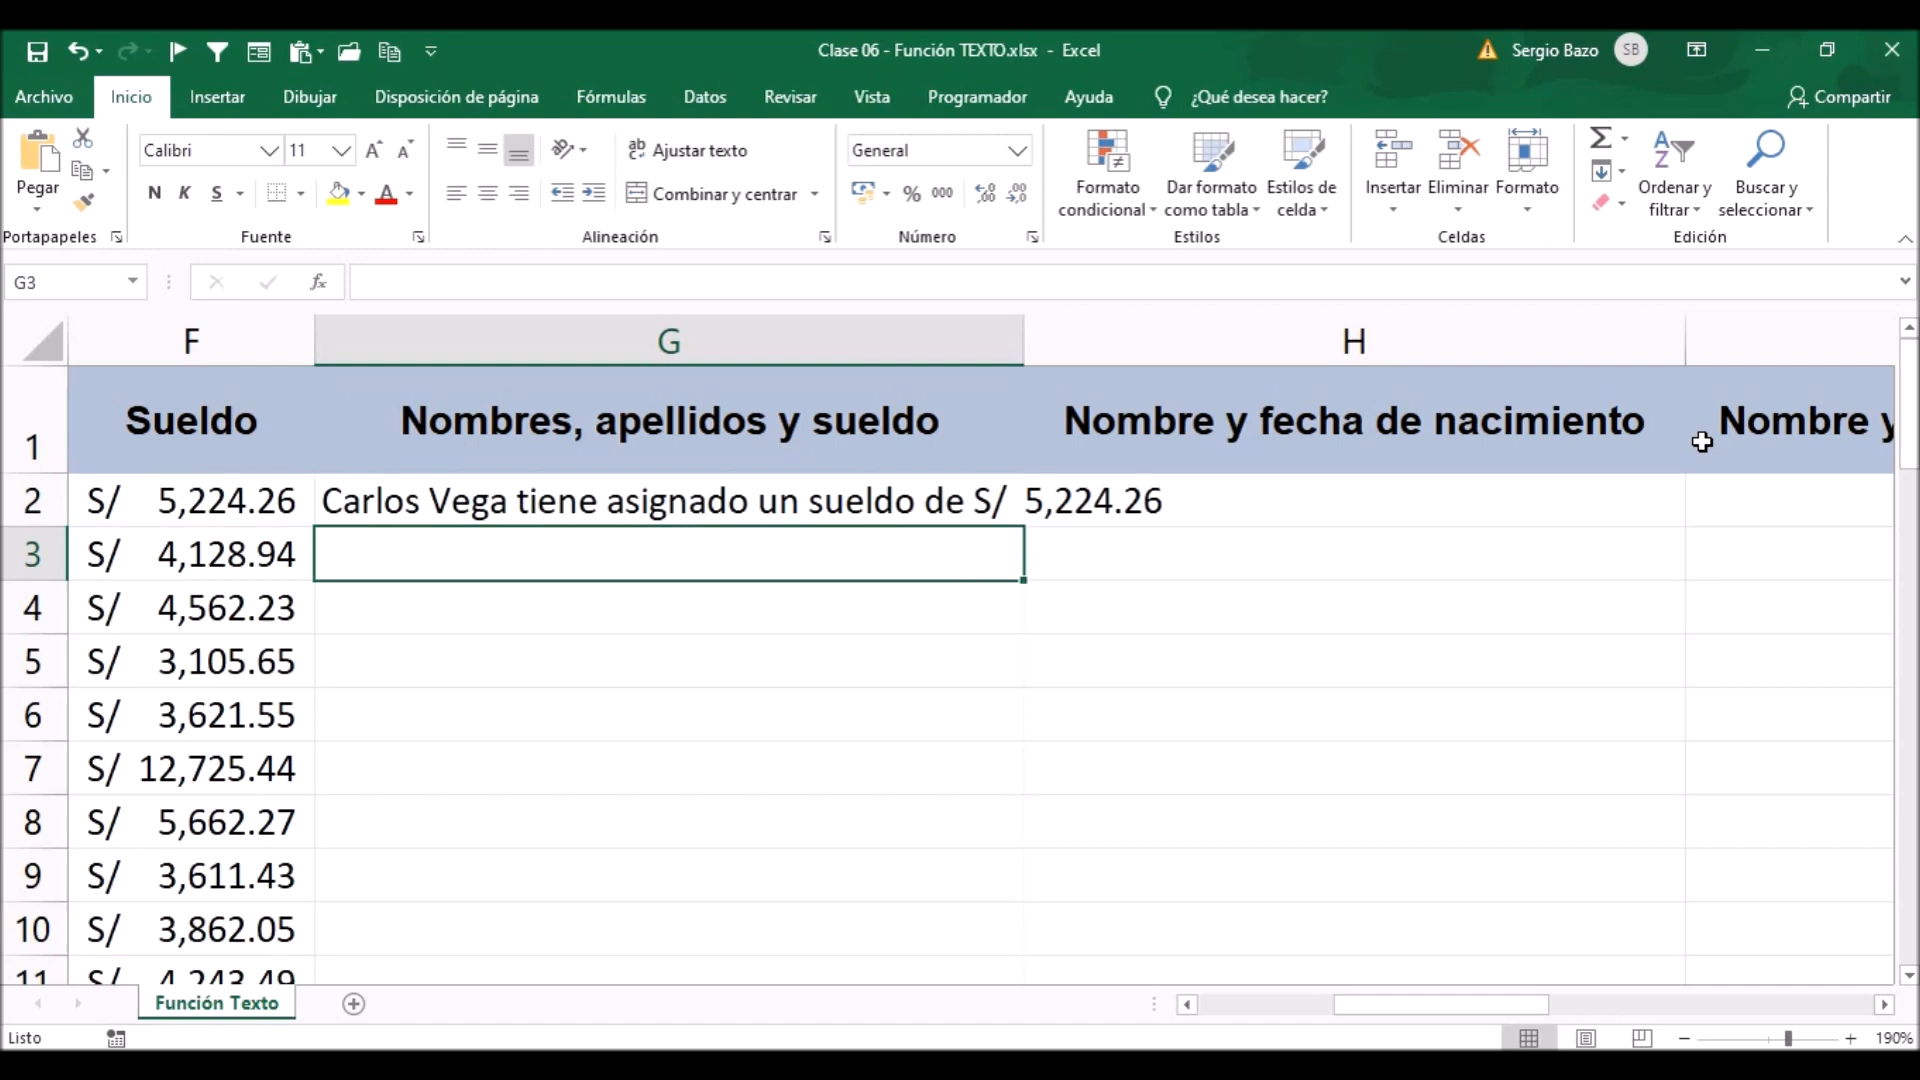 Clase 06 - Función TEXTO.xlsx - Excel
Sergio Bazo SB
Archivo Inicio Insertar Dibujar Disposición de página Fórmulas Datos Revisar Vista Programador Ayuda ¿Qué desea hacer? Compartir
Pegar
Calibri 11
N K S
Ajustar texto
Combinar y centrar
General
% 000
Formato condicional
Dar formato como tabla
Estilos de celda
Insertar Eliminar Formato
Ordenar y filtrar
Buscar y seleccionar
Portapapeles Fuente Alineación Número Estilos Celdas Edición
G3 fx
F G H
1 Sueldo Nombres, apellidos y sueldo Nombre y fecha de nacimiento Nombre y
2 S/ 5,224.26 Carlos Vega tiene asignado un sueldo de S/ 5,224.26
3 S/ 4,128.94
4 S/ 4,562.23
5 S/ 3,105.65
6 S/ 3,621.55
7 S/ 12,725.44
8 S/ 5,662.27
9 S/ 3,611.43
10 S/ 3,862.05
11 S/ 4,243.49
Función Texto
Listo 190%